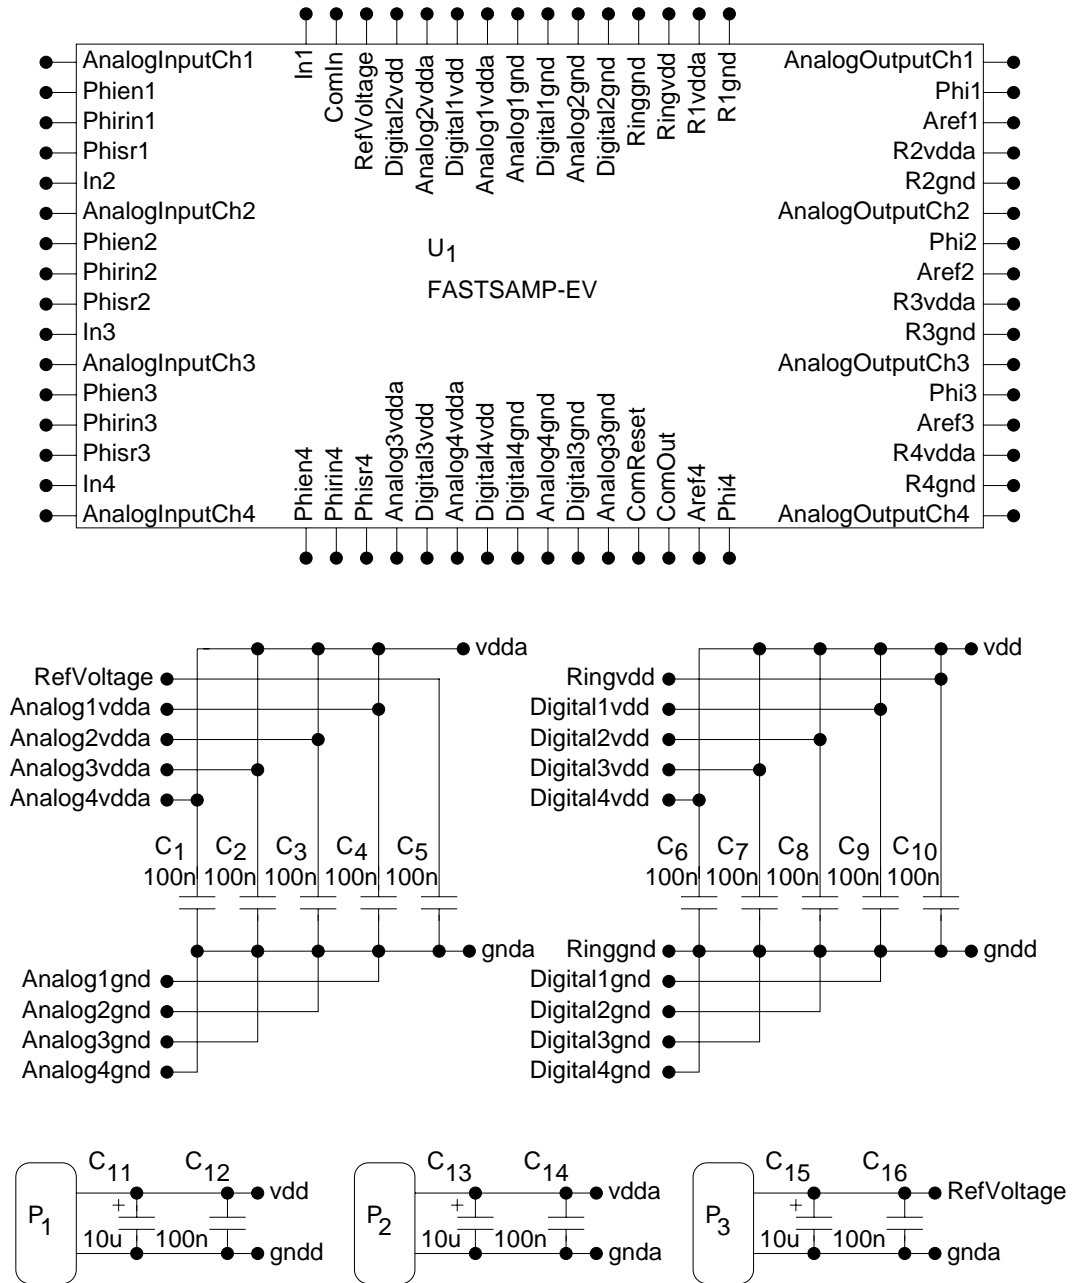 AnalogInputCh1
Phien1
Phirin1
Phisr1
In2
AnalogInputCh2
Phien2
Phirin2
Phisr2
In3
AnalogInputCh3
Phien3
Phirin3
Phisr3
In4
AnalogInputCh4
In1
ComIn
RefVoltage
Digital2vdd
Analog2vdda
Digital1vdd
Analog1vdda
Analog1gnd
Digital1gnd
Analog2gnd
Digital2gnd
Ringgnd
Ringvdd
R1vdda
R1gnd
U1
FASTSAMP-EV
Phien4
Phirin4
Phisr4
Analog3vdda
Digital3vdd
Analog4vdda
Digital4vdd
Digital4gnd
Analog4gnd
Digital3gnd
Analog3gnd
ComReset
ComOut
Aref4
Phi4
AnalogOutputCh1
Phi1
Aref1
R2vdda
R2gnd
AnalogOutputCh2
Phi2
Aref2
R3vdda
R3gnd
AnalogOutputCh3
Phi3
Aref3
R4vdda
R4gnd
AnalogOutputCh4
vdda
RefVoltage
Analog1vdda
Analog2vdda
Analog3vdda
Analog4vdda
C1 C2 C3 C4 C5
100n 100n 100n 100n 100n
gnda
Analog1gnd
Analog2gnd
Analog3gnd
Analog4gnd
vdd
Ringvdd
Digital1vdd
Digital2vdd
Digital3vdd
Digital4vdd
C6 C7 C8 C9 C10
100n 100n 100n 100n 100n
Ringgnd gndd
Digital1gnd
Digital2gnd
Digital3gnd
Digital4gnd
C11 C12
+ vdd
P1
10u 100n gndd
C13 C14
+ vdda
P2
10u 100n gnda
C15 C16
+ RefVoltage
P3
10u 100n gnda